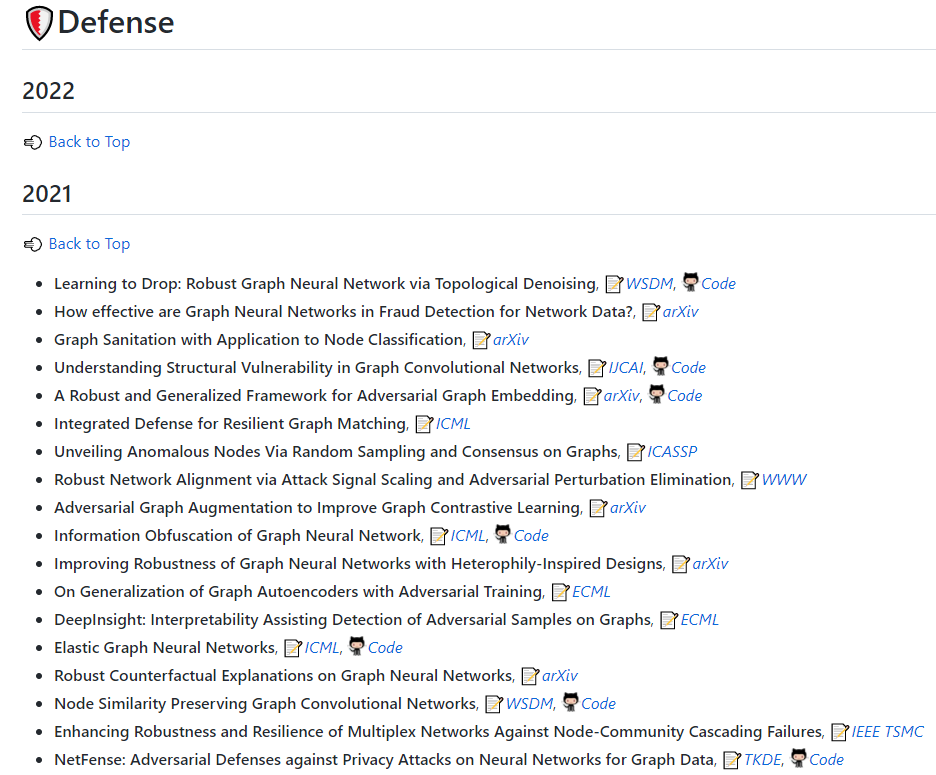 Defense
2022
Back to Top
2021
Back to Top
Learning to Drop: Robust Graph Neural Network via Topological Denoising, WSDM, Code
How effective are Graph Neural Networks in Fraud Detection for Network Data?, arXiv
Graph Sanitation with Application to Node Classification, arXiv
Understanding Structural Vulnerability in Graph Convolutional Networks, IJCAI, Code
A Robust and Generalized Framework for Adversarial Graph Embedding, arXiv, Code
Integrated Defense for Resilient Graph Matching, ICML
Unveiling Anomalous Nodes Via Random Sampling and Consensus on Graphs, ICASSP
Robust Network Alignment via Attack Signal Scaling and Adversarial Perturbation Elimination, WWW
Adversarial Graph Augmentation to Improve Graph Contrastive Learning, arXiv
Information Obfuscation of Graph Neural Network, ICML, Code
Improving Robustness of Graph Neural Networks with Heterophily-Inspired Designs, arXiv
On Generalization of Graph Autoencoders with Adversarial Training, ECML
DeepInsight: Interpretability Assisting Detection of Adversarial Samples on Graphs, ECML
Elastic Graph Neural Networks, ICML, Code
Robust Counterfactual Explanations on Graph Neural Networks, arXiv
Node Similarity Preserving Graph Convolutional Networks, WSDM, Code
Enhancing Robustness and Resilience of Multiplex Networks Against Node-Community Cascading Failures, IEEE TSMC
NetFense: Adversarial Defenses against Privacy Attacks on Neural Networks for Graph Data, TKDE, Code